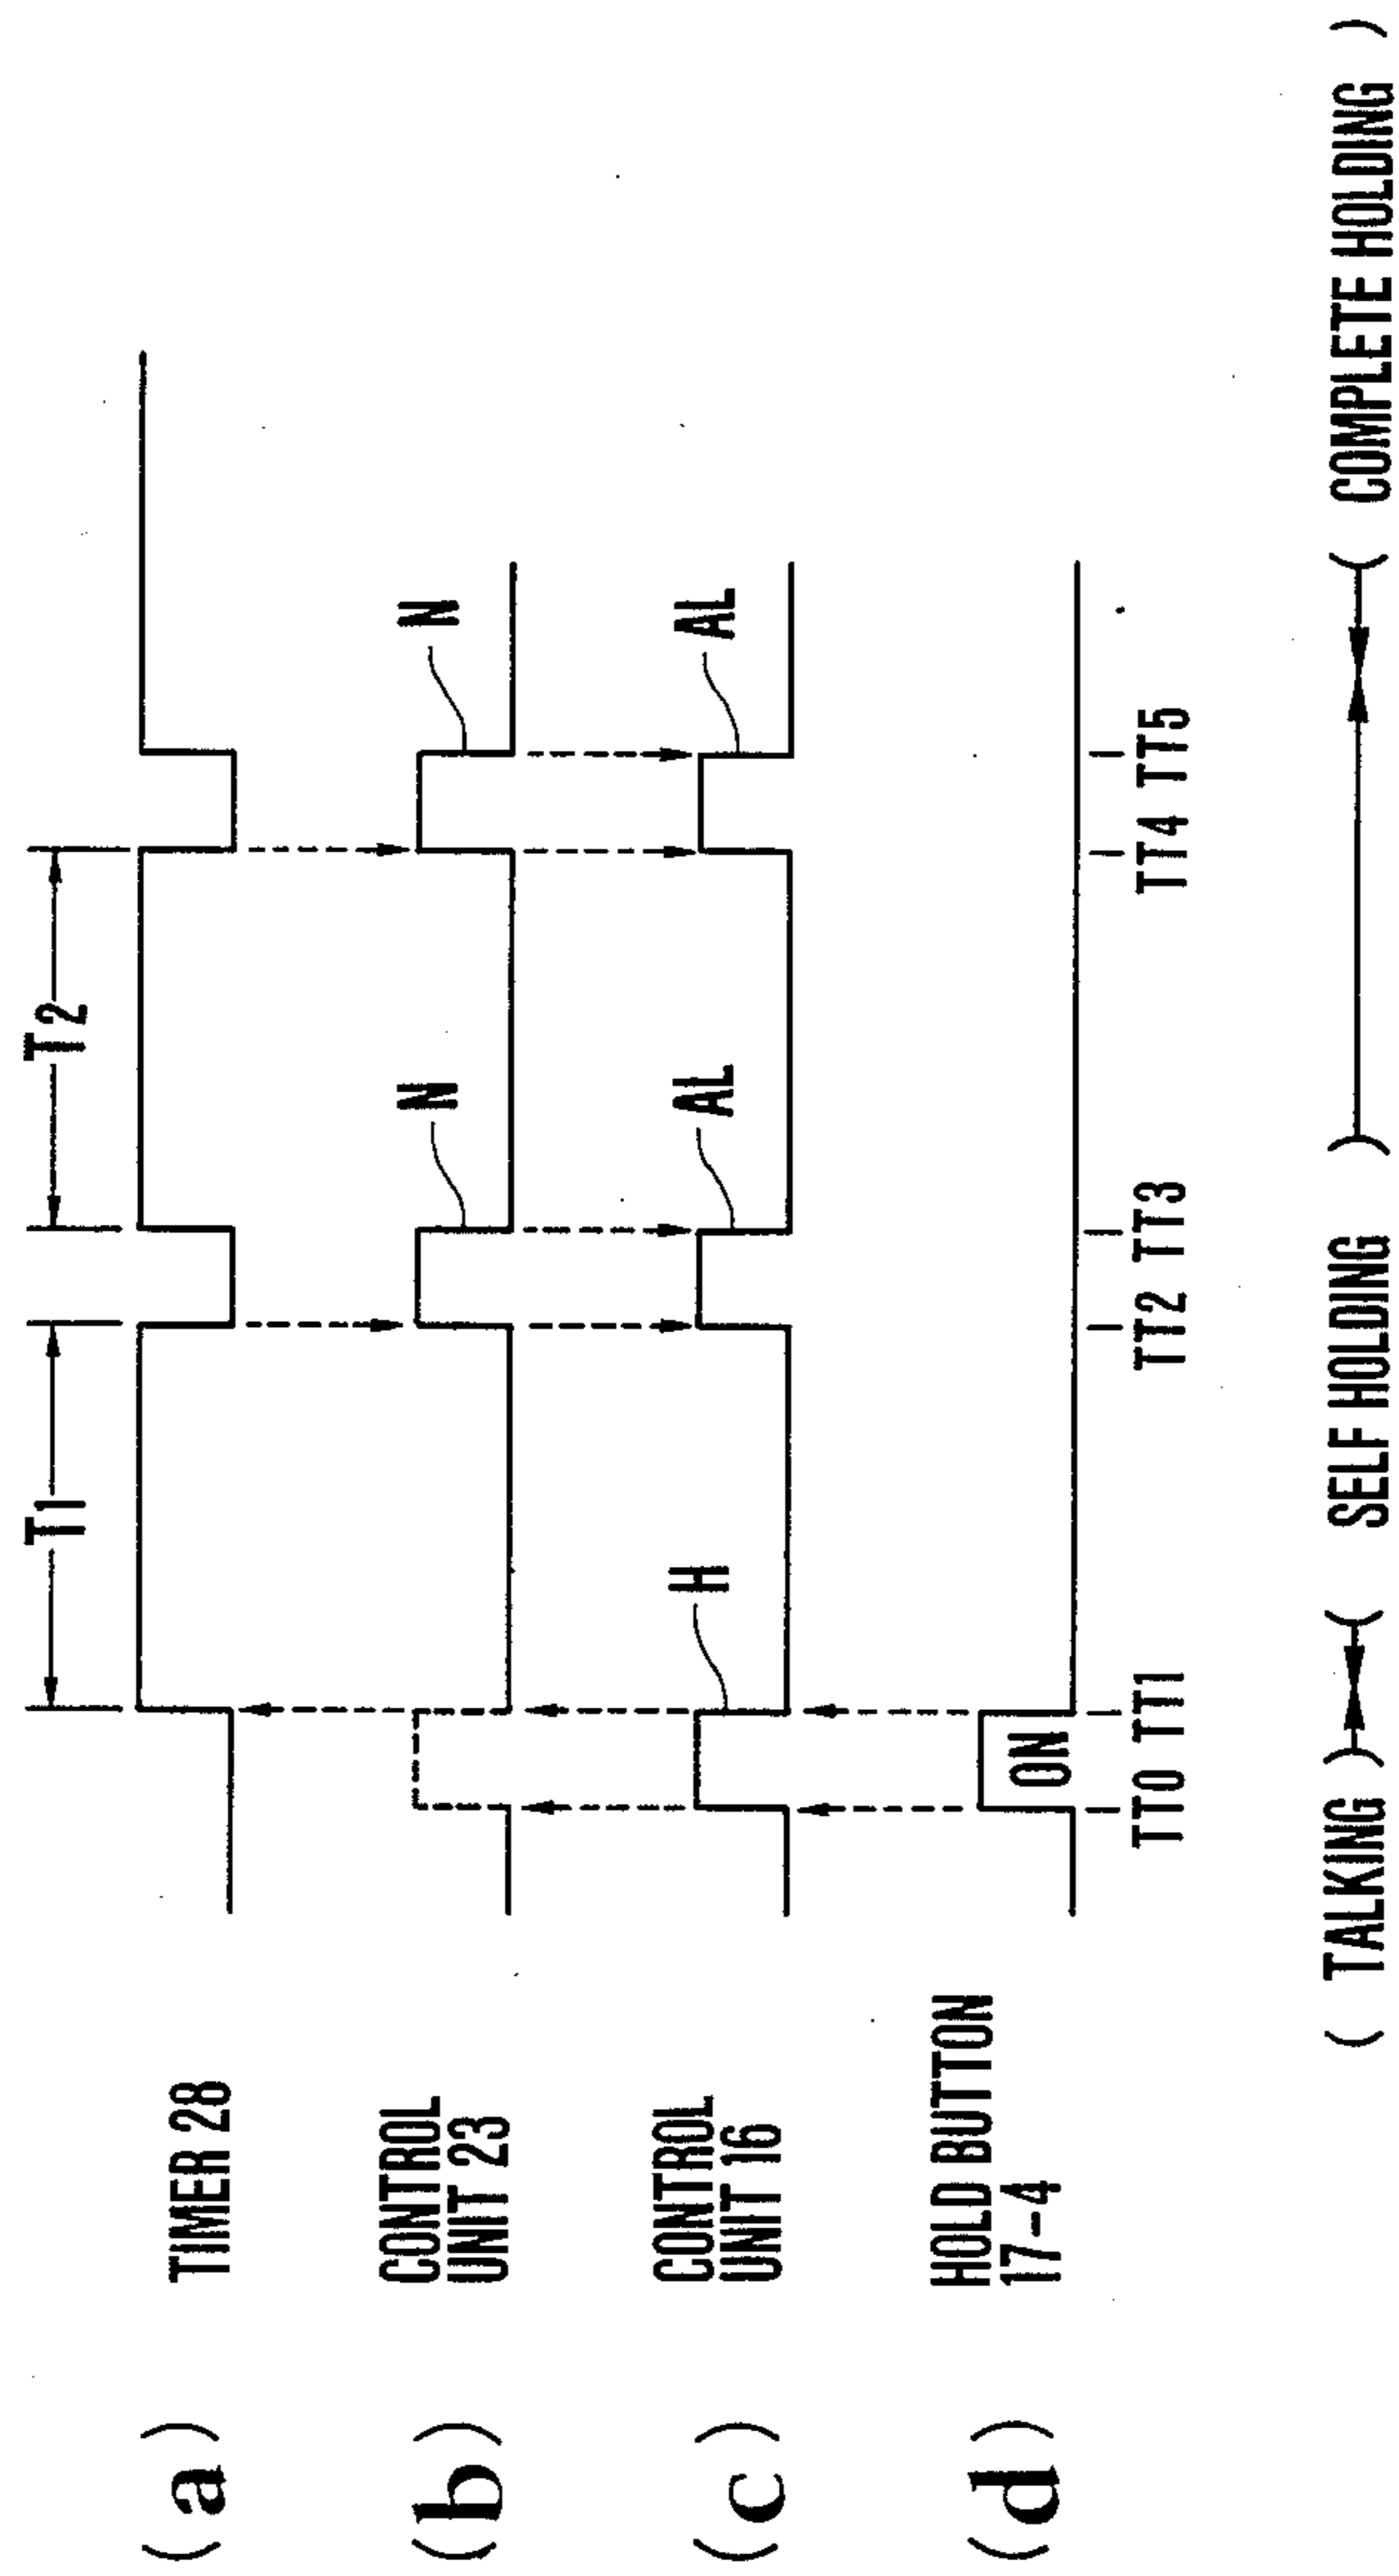 T1
T2
(a) TIMER 28
(b) CONTROL
UNIT 23
N
N
(c) CONTROL
UNIT 16
H
AL
AL
(d) HOLD BUTTON
17-4
ON
TT0 TT1 TT2 TT3 TT4 TT5
( TALKING ) ( SELF HOLDING ) ( COMPLETE HOLDING )